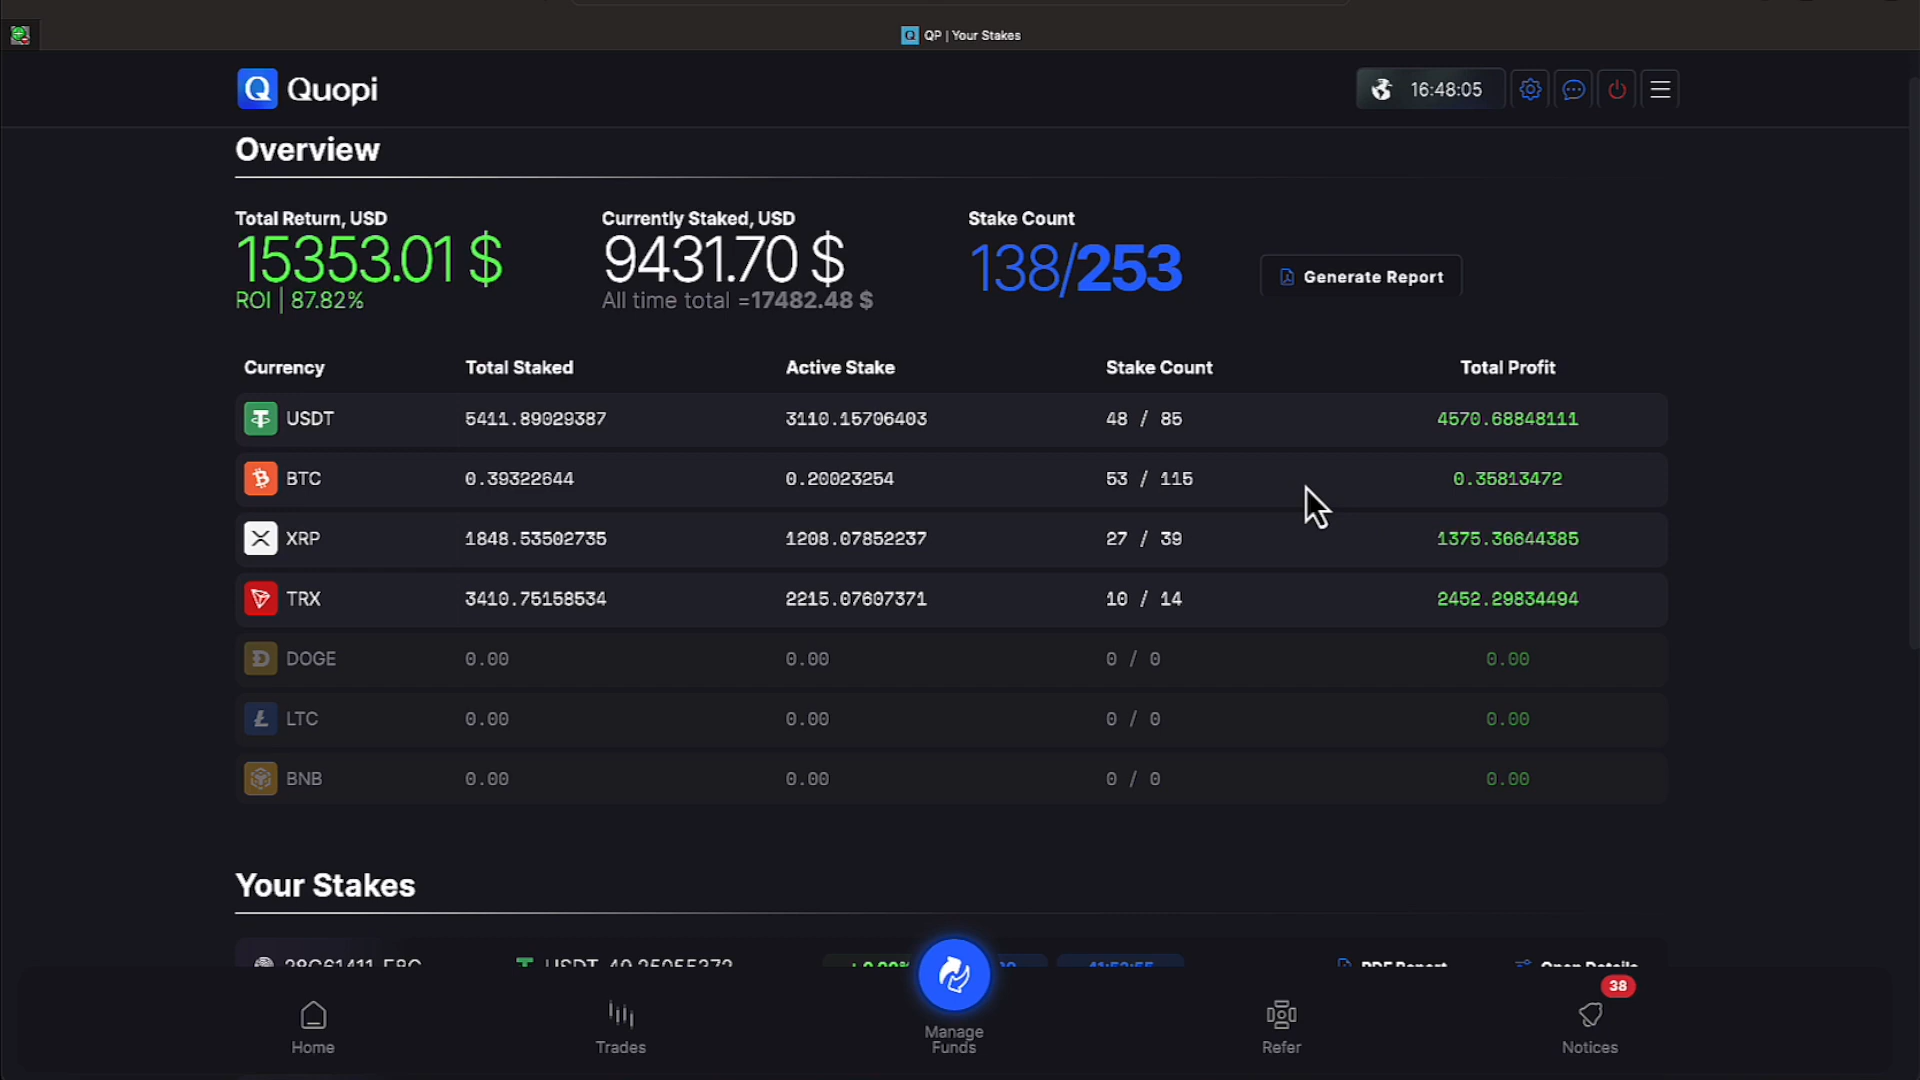 QP | Your Stakes
Quopi
16:48:05
Overview
Total Return, USD
Currently Staked, USD
Stake Count
15353.01 $
9431.70 $
138/253
Generate Report
ROI | 87.82%
All time total =17482.48 $
Currency Total Staked Active Stake Stake Count Total Profit
USDT 5411.89029387 3110.15706403 48 / 85 4570.68848111
BTC 0.39322644 0.20023254 53 / 115 0.35813472
XRP 1848.53502735 1208.07852237 27 / 39 1375.36644385
TRX 3410.75158534 2215.07607371 10 / 14 2452.29834494
DOGE 0.00 0.00 0 / 0 0.00
LTC 0.00 0.00 0 / 0 0.00
BNB 0.00 0.00 0 / 0 0.00
Your Stakes
USDT PDF Report Open Details
38
Home
Trades
Manage
Funds
Refer
Notices